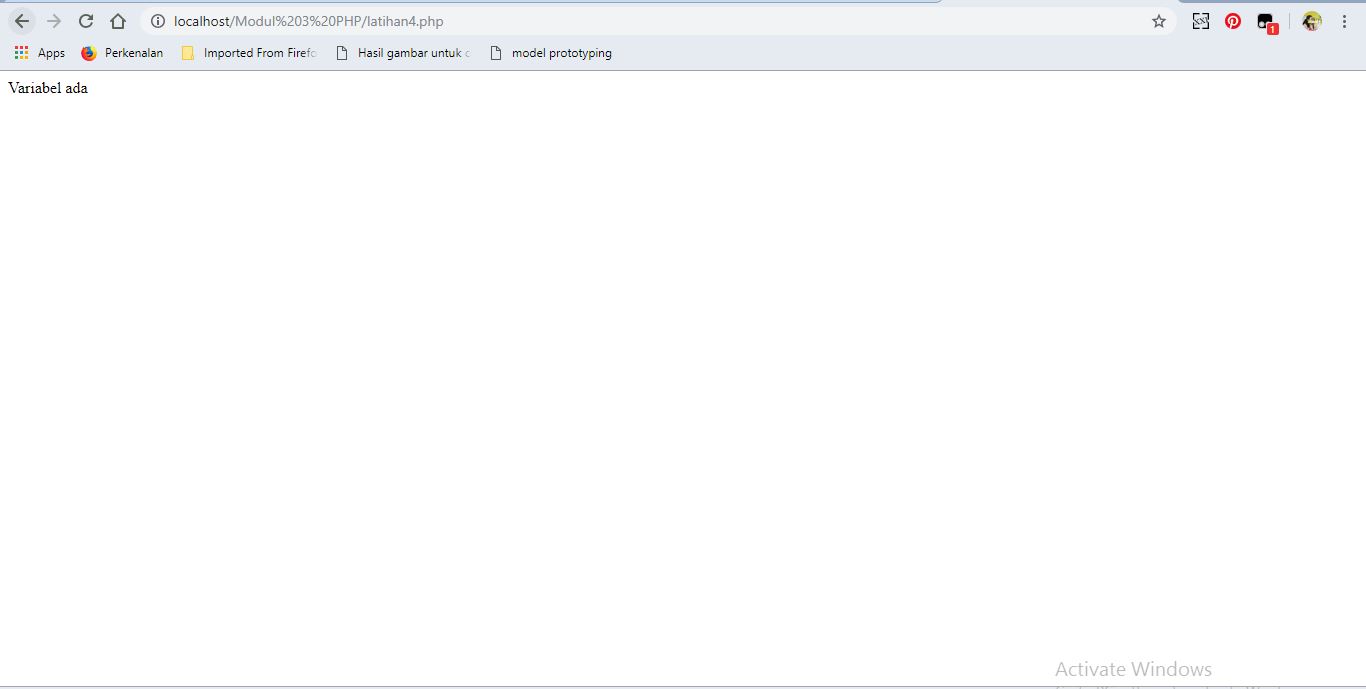 localhost/Modul%203%20PHP/latihan4.php
1
Apps Perkenalan Imported From Firefo Hasil gambar untuk model prototyping
Variabel ada
Activate Windows